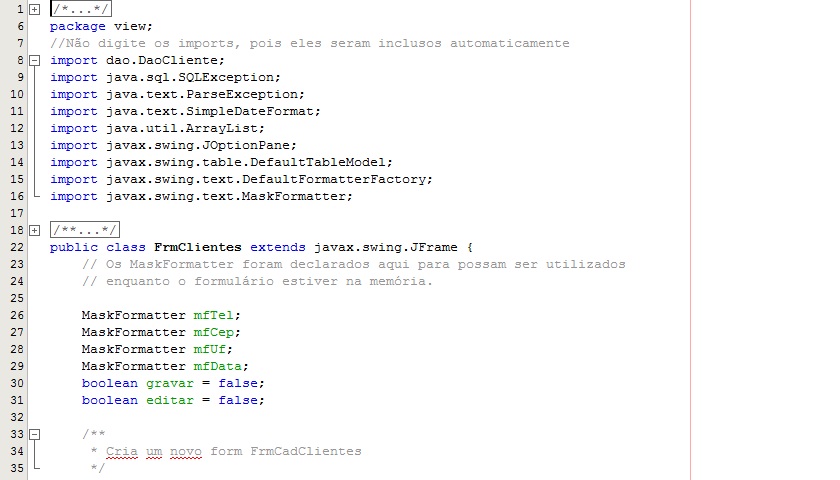 1 /*...*/
6 package view;
7 //Não digite os imports, pois eles seram inclusos automaticamente
8 import dao.DaoCliente;
9 import java.sql.SQLException;
10 import java.text.ParseException;
11 import java.text.SimpleDateFormat;
12 import java.util.ArrayList;
13 import javax.swing.JOptionPane;
14 import javax.swing.table.DefaultTableModel;
15 import javax.swing.text.DefaultFormatterFactory;
16 import javax.swing.text.MaskFormatter;
17
18 /**...*/
22 public class FrmClientes extends javax.swing.JFrame {
23 // Os MaskFormatter foram declarados aqui para possam ser utilizados
24 // enquanto o formulário estiver na memória.
25
26 MaskFormatter mfTel;
27 MaskFormatter mfCep;
28 MaskFormatter mfUf;
29 MaskFormatter mfData;
30 boolean gravar = false;
31 boolean editar = false;
32
33 /**
34 * Cria um novo form FrmCadClientes
35 */